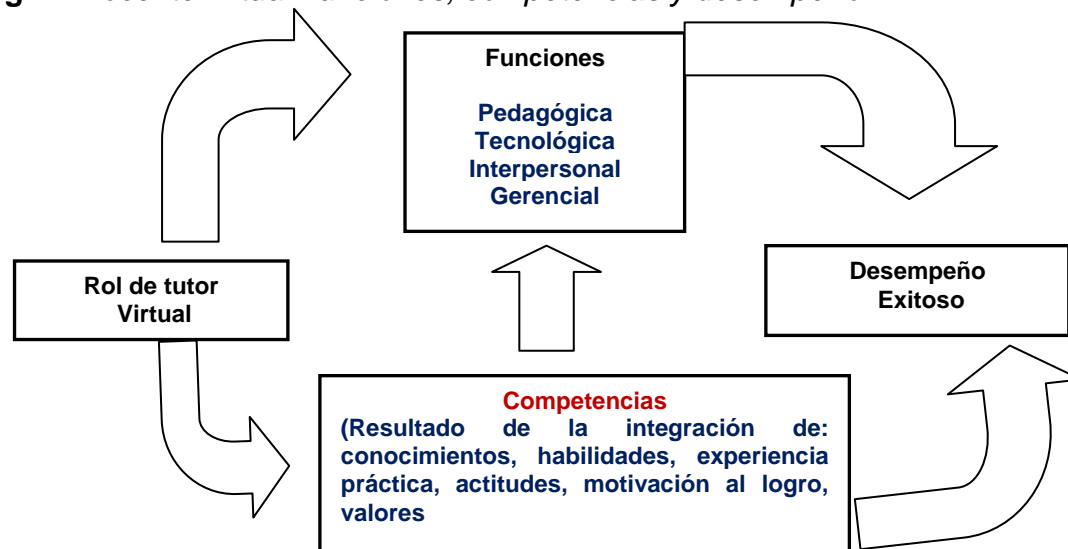 Funciones
Pedagógica
Tecnológica
Interpersonal
Gerencial
Rol de tutor
Virtual
Desempeño
Exitoso
Competencias
(Resultado de la integración de:
conocimientos, habilidades, experiencia
práctica, actitudes, motivación al logro,
valores